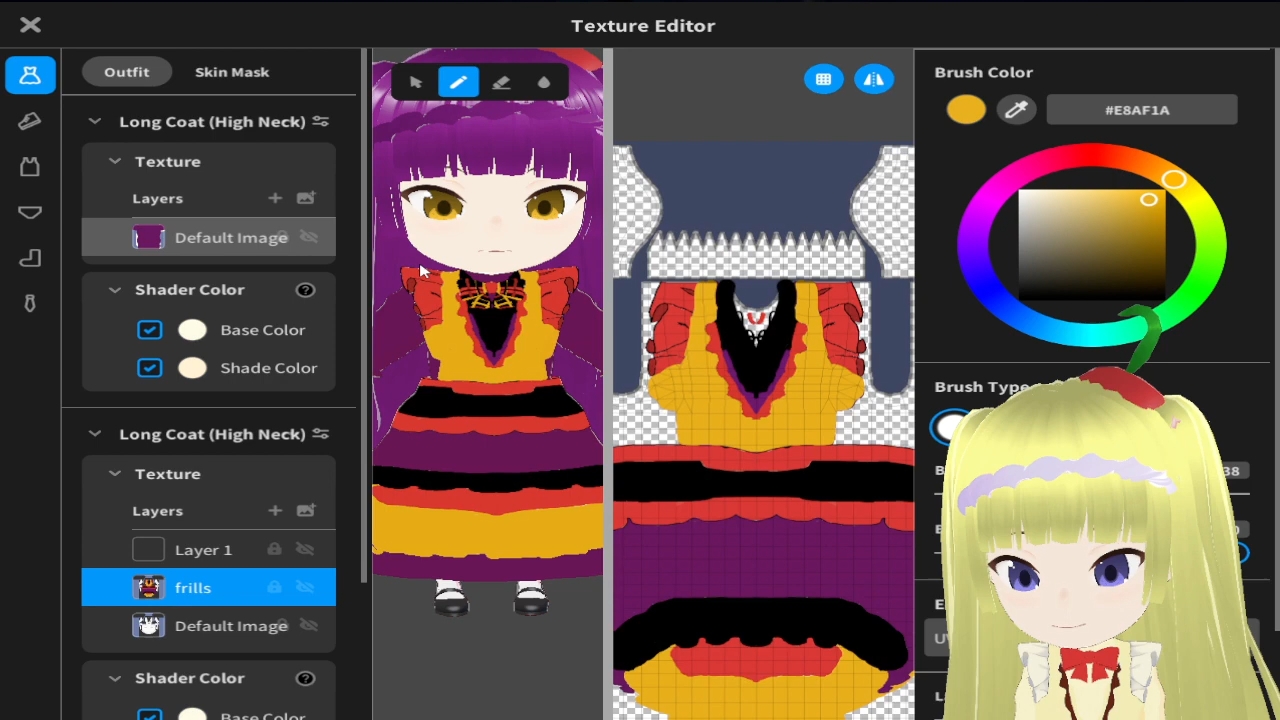 Texture Editor
Outfit
Skin Mask
Long Coat (High Neck)
Texture
Layers
Default Image
Shader Color
?
Base Color
Shade Color
Long Coat (High Neck)
Texture
Layers
Layer 1
frills
Default Image
Shader Color
?
Base Color
Brush Color
#E8AF1A
Brush Type
38